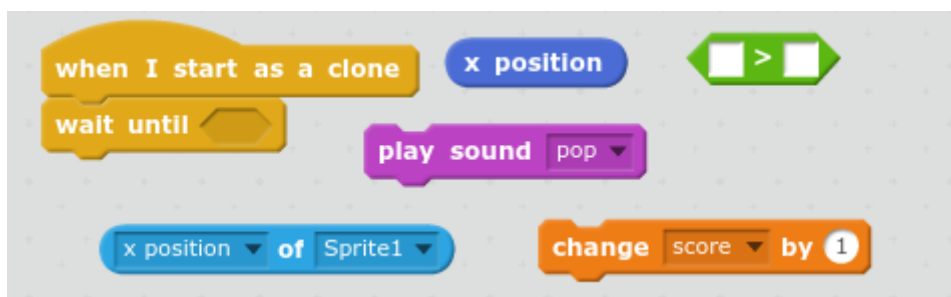 when I start as a clone
x position
>
wait until
play sound pop
x position of Sprite1
change score by 1